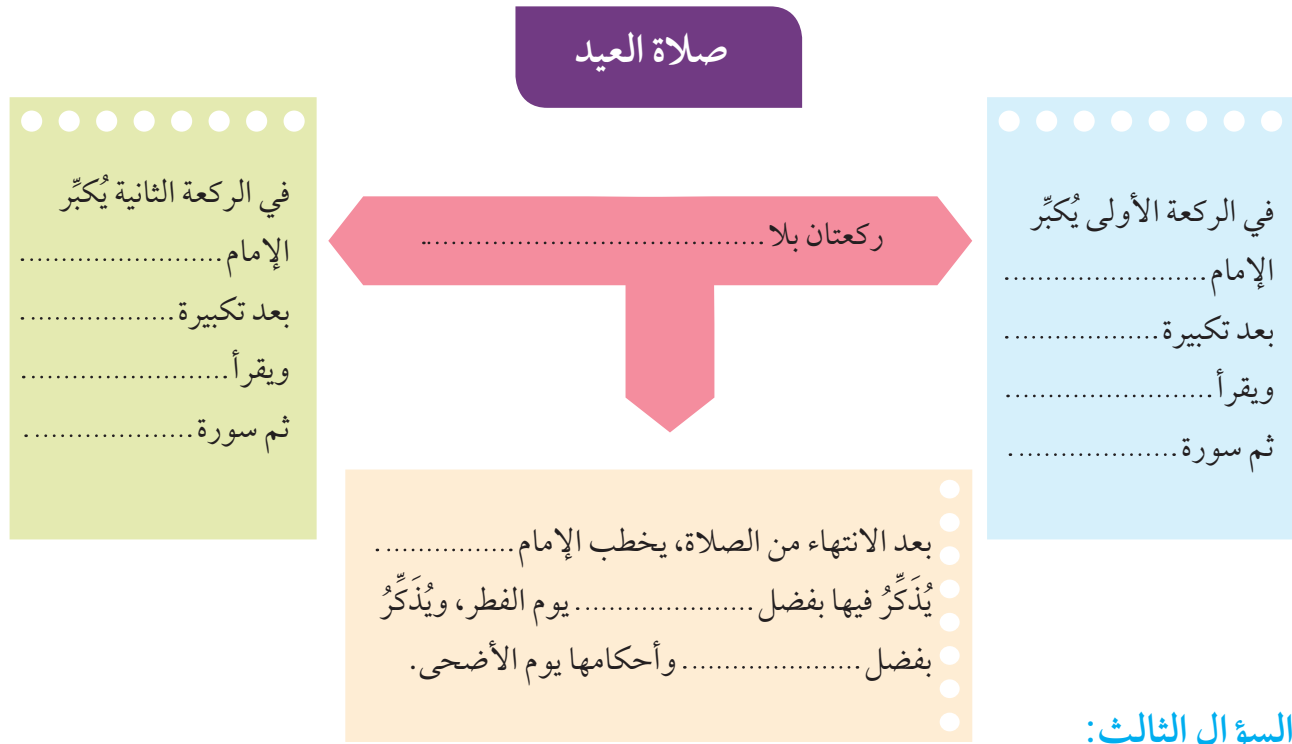 صلاة العيد
في الركعة الأولى يُكبِّر
الإمام........................
بعد تكبيرة...................
ويقرأ.........................
ثم سورة....................
ركعتان بلا.........................................
في الركعة الثانية يُكبِّر
الإمام........................
بعد تكبيرة...................
ويقرأ.........................
ثم سورة....................
بعد الانتهاء من الصلاة، يخطب الإمام.................
يُذَكِّرُ فيها بفضل...................... يوم الفطر، ويُذَكِّرُ
بفضل..................... وأحكامها يوم الأضحى.
السؤال الثالث: